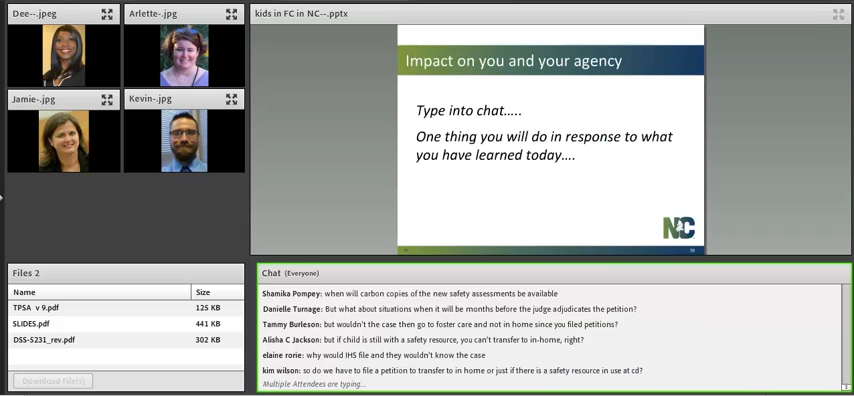 Dee--.jpeg
Arlette-.jpg
kids in FC in NC--.pptx
Jamie-.jpg
Kevin-.jpg
Impact on you and your agency
Type into chat…..
One thing you will do in response to what
you have learned today….
NC
Files 2
Name Size
TPSA v 9.pdf 125 KB
SLIDES.pdf 441 KB
DSS-5231_rev.pdf 302 KB
Download File(s)
Chat (Everyone)
Shamika Pompey: when will carbon copies of the new safety assessments be available
Danielle Turnage: But what about situations when it will be months before the judge adjudicates the petition?
Tammy Burleson: but wouldn't the case then go to foster care and not in home since you filed petitions?
Alisha C Jackson: but if child is still with a safety resource, you can't transfer to in-home, right?
elaine rorie: why would IHS file and they wouldn't know the case
kim wilson: so do we have to file a petition to transfer to in home or just if there is a safety resource in use at cd?
Multiple Attendees are typing...